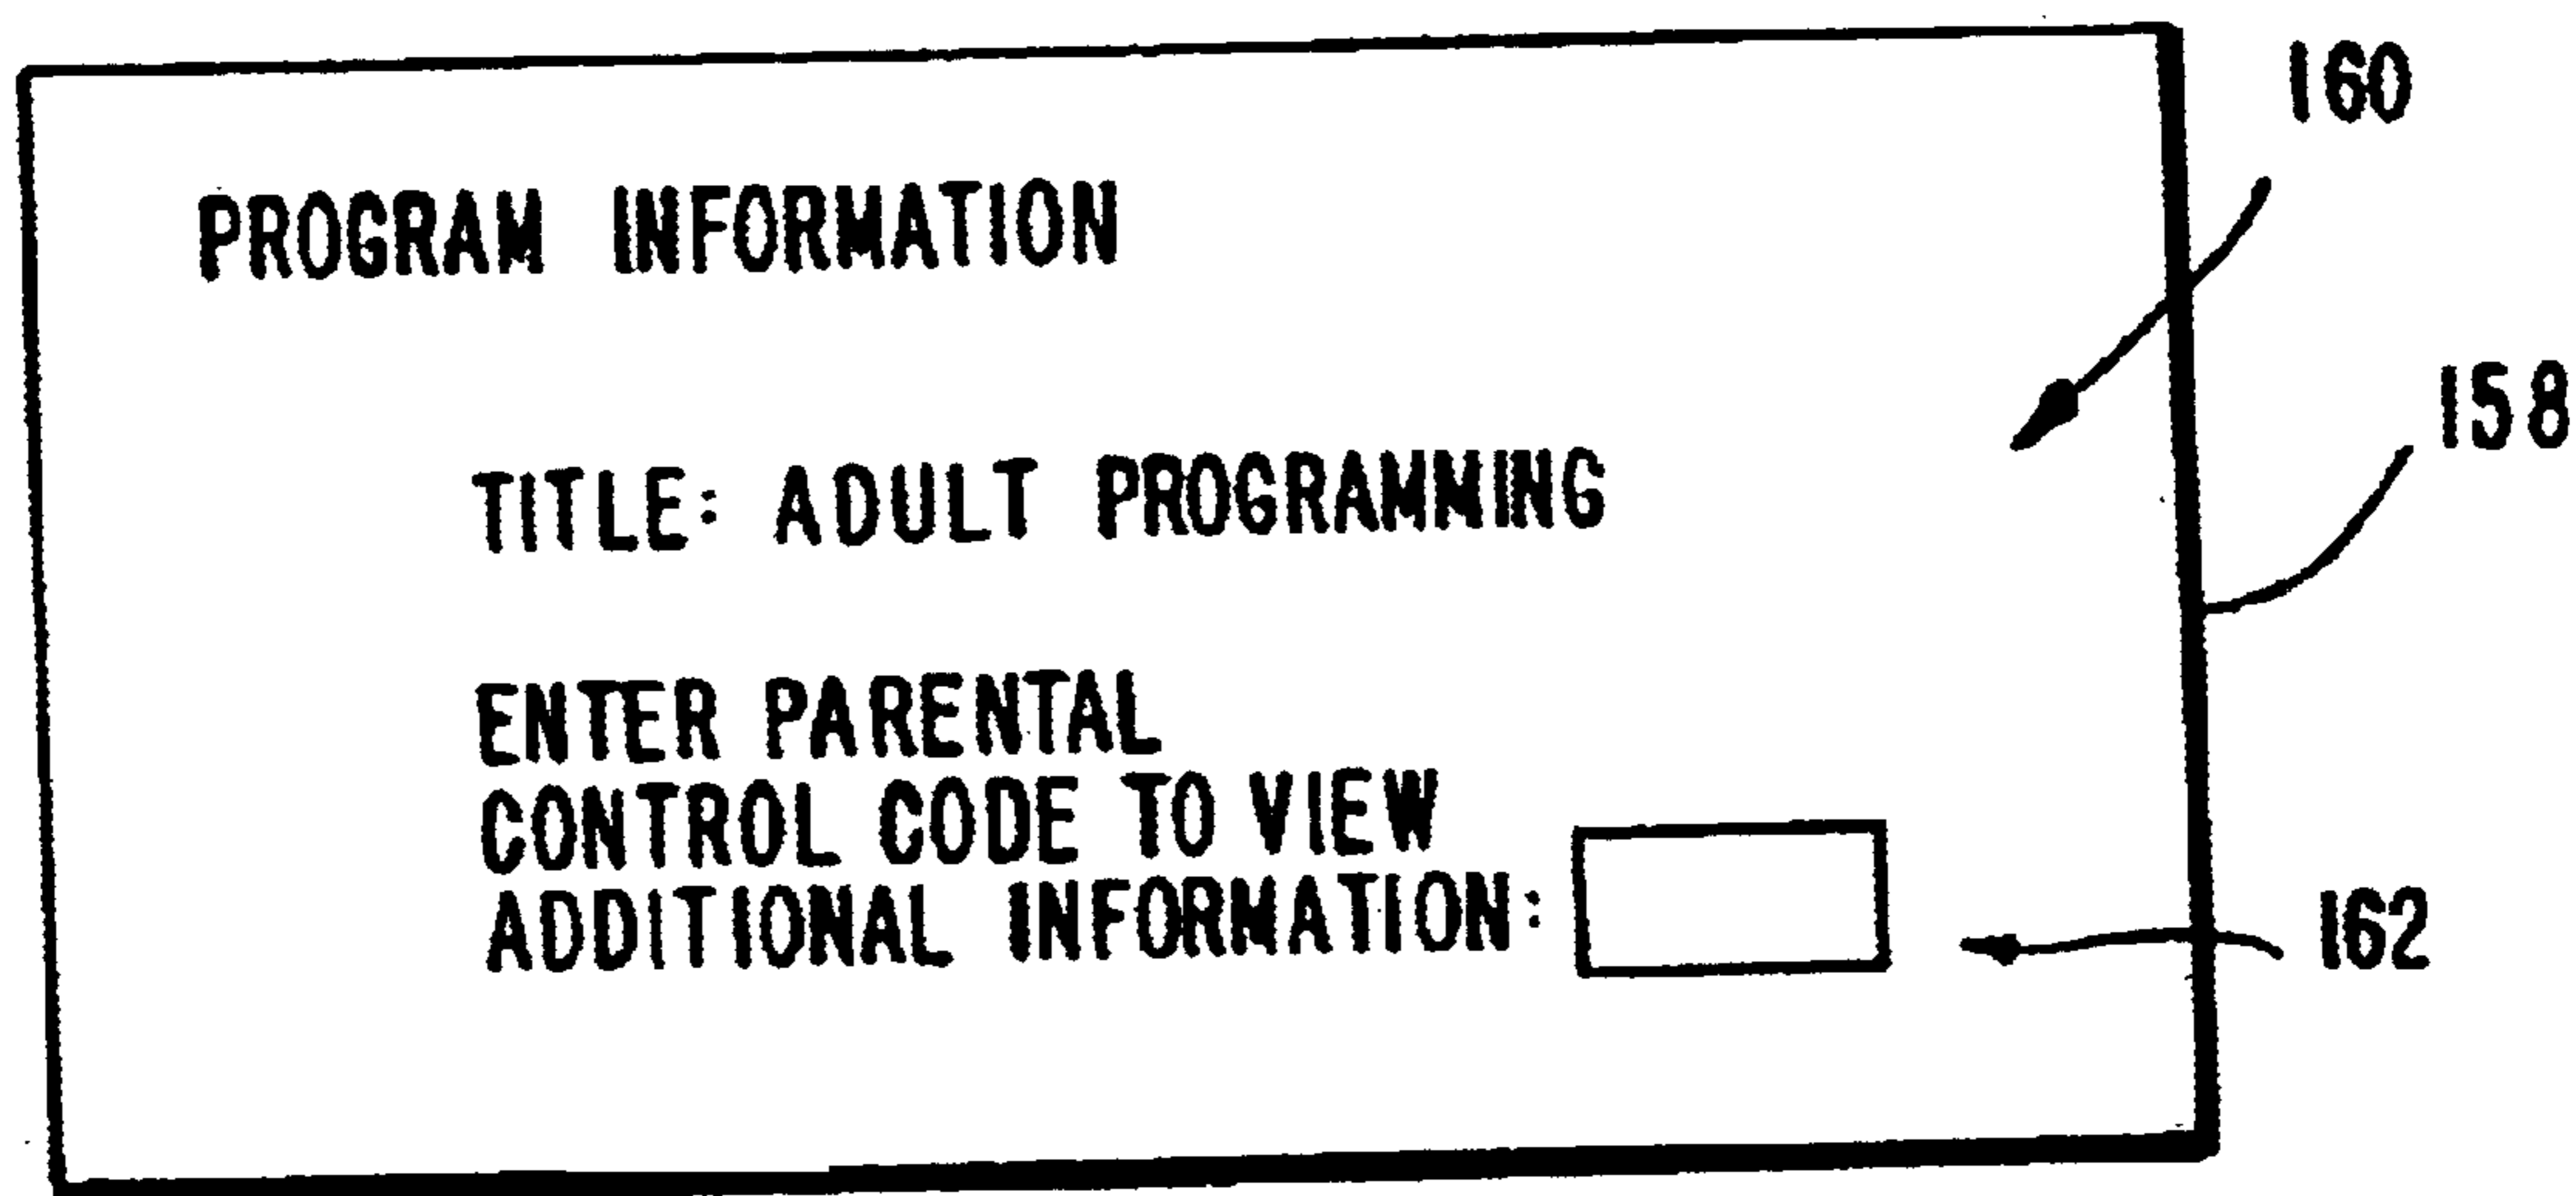 160
PROGRAM INFORMATION
158
TITLE: ADULT PROGRAMMING
ENTER PARENTAL
CONTROL CODE TO VIEW
ADDITIONAL INFORMATION:
162